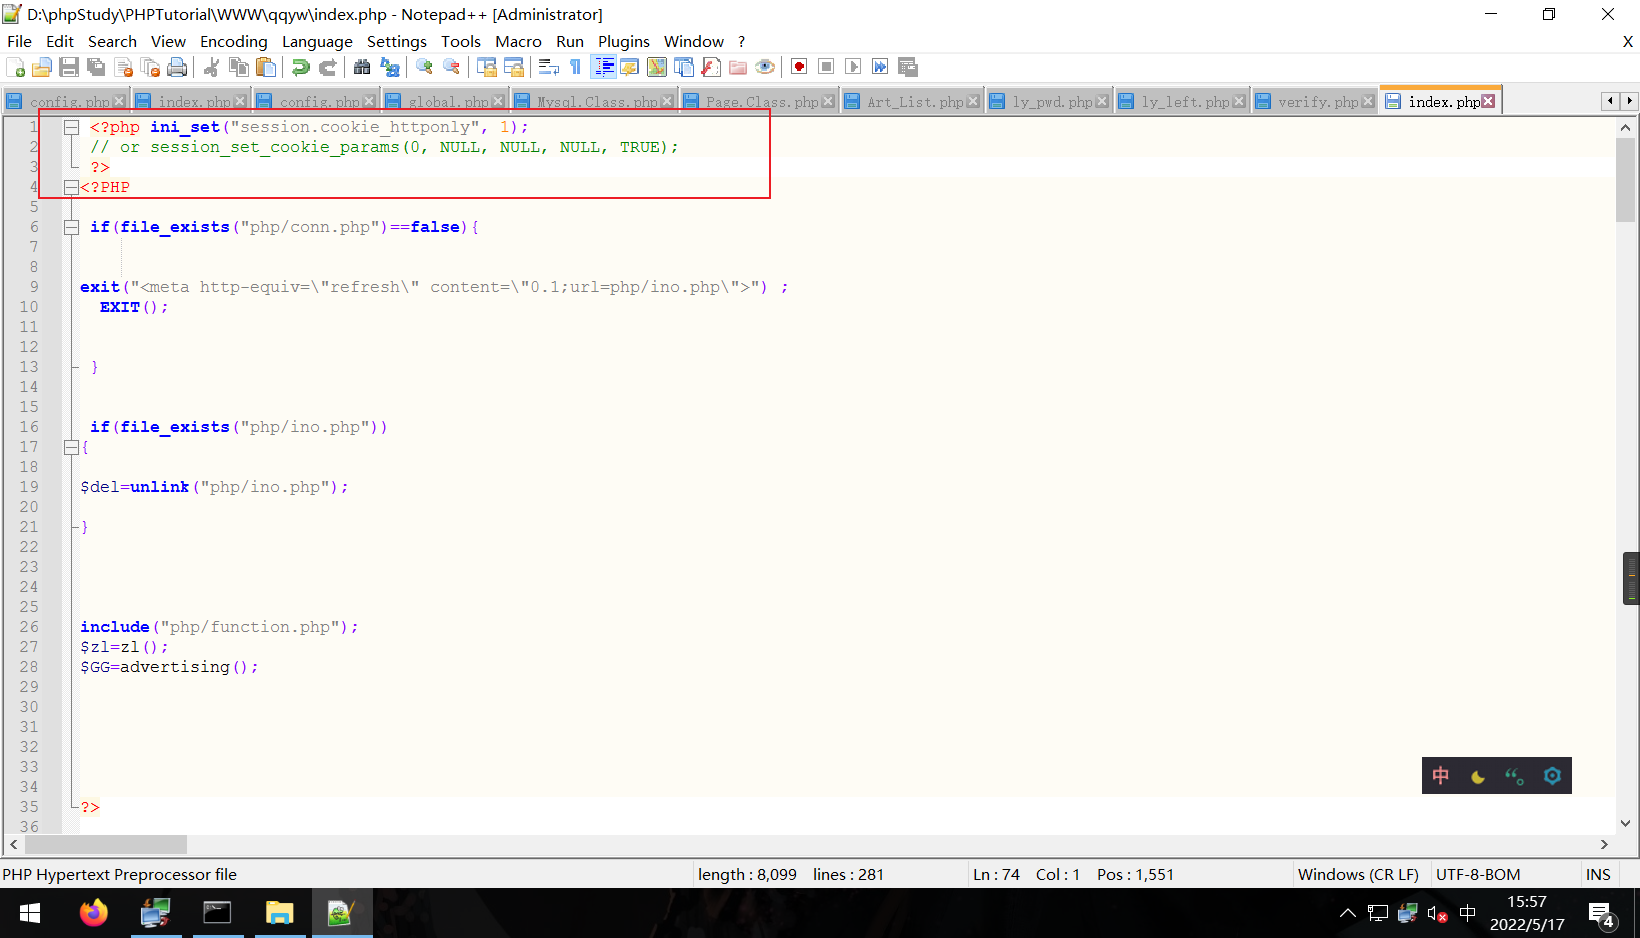 D:\phpStudy\PHPTutorial\WWW\qqyw\index.php - Notepad++ [Administrator]
File Edit Search View Encoding Language Settings Tools Macro Run Plugins Window ? X
config.php index.php config.php global.php Mysql.Class.php Page.Class.php Art_List.php ly_pwd.php ly_left.php verify.php index.php
1 <?php ini_set("session.cookie_httponly", 1);
2 // or session_set_cookie_params(0, NULL, NULL, NULL, TRUE);
3 ?>
4 <?PHP
5
6 if(file_exists("php/conn.php")==false){
7
8
9 exit("<meta http-equiv=\"refresh\" content=\"0.1;url=php/ino.php\">") ;
10 EXIT();
11
12
13 }
14
15
16 if(file_exists("php/ino.php"))
17 {
18
19 $del=unlink("php/ino.php");
20
21 }
22
23
24
25
26 include("php/function.php");
27 $zl=zl();
28 $GG=advertising();
29
30
31
32
33
34
35 ?>
36
中
PHP Hypertext Preprocessor file length : 8,099 lines : 281 Ln : 74 Col : 1 Pos : 1,551 Windows (CR LF) UTF-8-BOM INS
中 15:57
2022/5/17 4